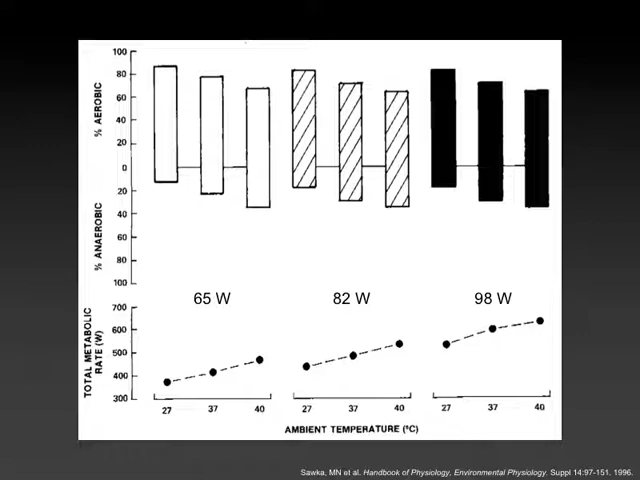 100
80
60
40
20
0
20
40
60
80
100
% AEROBIC
% ANAEROBIC
65 W
82 W
98 W
700
600
500
400
300
TOTAL METABOLIC
RATE (W)
27 37 40 27 37 40 27 37 40
AMBIENT TEMPERATURE (°C)
Sawka, MN et al. Handbook of Physiology, Environmental Physiology. Suppl 14:97-151, 1996.